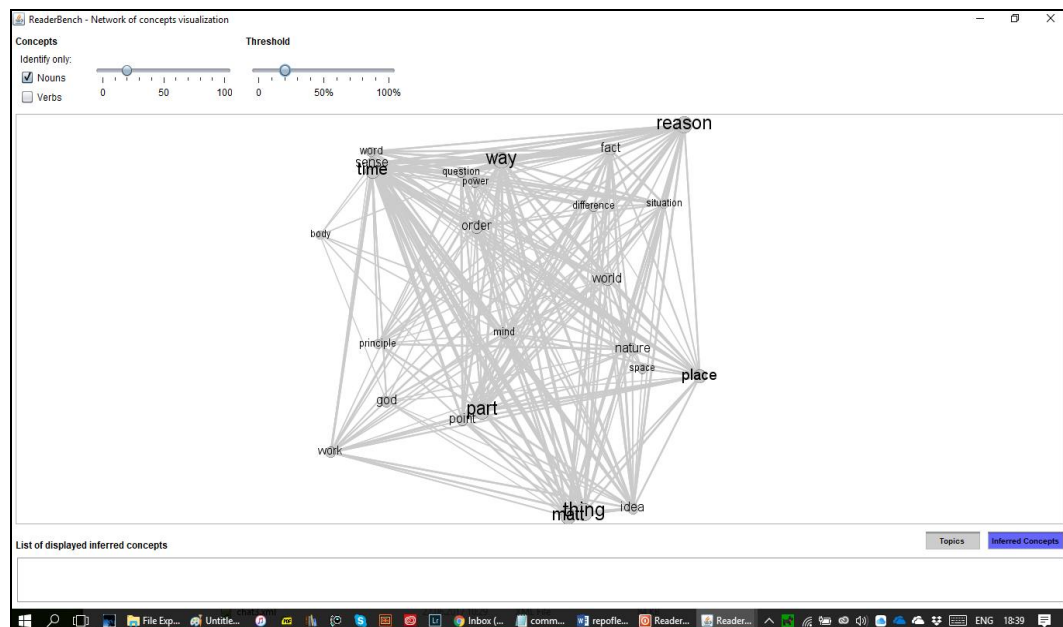 ReaderBench - Network of concepts visualization
Concepts
Threshold
Identify only:
Nouns
Verbs
0 50 100
0 50% 100%
reason
word
sense
time
way
fact
question
power
difference
situation
body
order
world
mind
principle
nature
space
place
god
part
point
work
thing
idea
List of displayed inferred concepts
Topics
Inferred Concepts
File Exp...
Untitle...
Inbox (...
comm...
repofle...
Reader...
Reader...
ENG 18:39